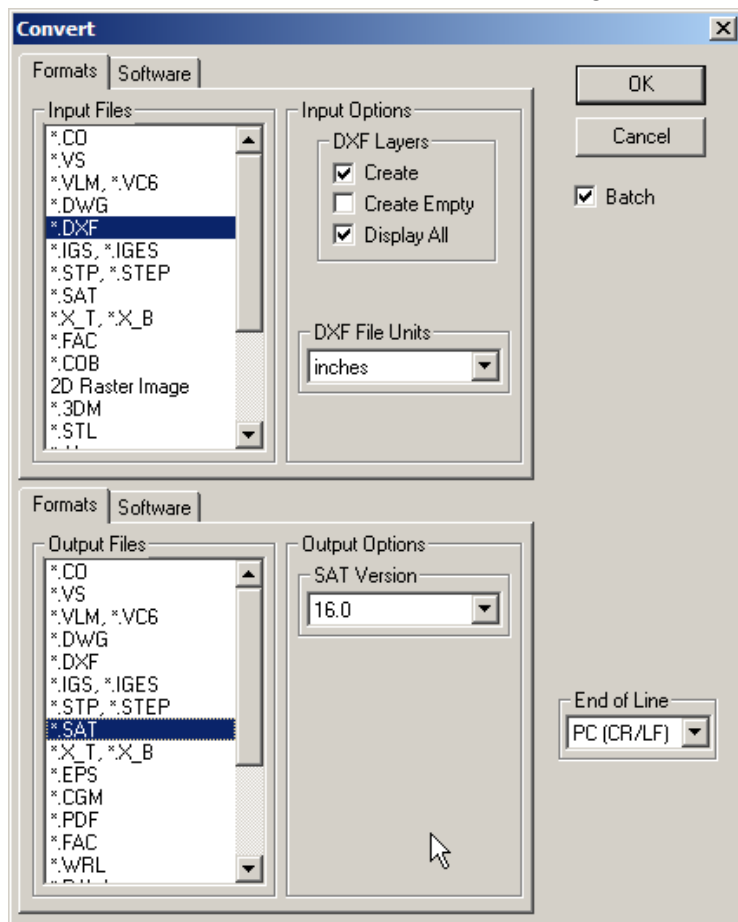 Convert
Formats Software
Input Files
*.CO
*.VS
*.VLM, *.VC6
*.DWG
*.DXF
*.IGS, *.IGES
*.STP, *.STEP
*.SAT
*.X_T, *.X_B
*.FAC
*.COB
2D Raster Image
*.3DM
*.STL
Input Options
DXF Layers
Create
Create Empty
Display All
DXF File Units
inches
OK
Cancel
Batch
Formats Software
Output Files
*.CO
*.VS
*.VLM, *.VC6
*.DWG
*.DXF
*.IGS, *.IGES
*.STP, *.STEP
*.SAT
*.X_T, *.X_B
*.EPS
*.CGM
*.PDF
*.FAC
*.WRL
Output Options
SAT Version
16.0
End of Line
PC (CR/LF)